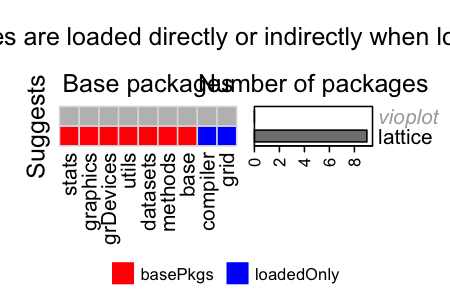 es are loaded directly or indirectly when lo
Base packages
Number of packages
Suggests
vioplot
lattice
stats
graphics
grDevices
utils
datasets
methods
base
compiler
grid
0
2
4
6
8
basePkgs
loadedOnly